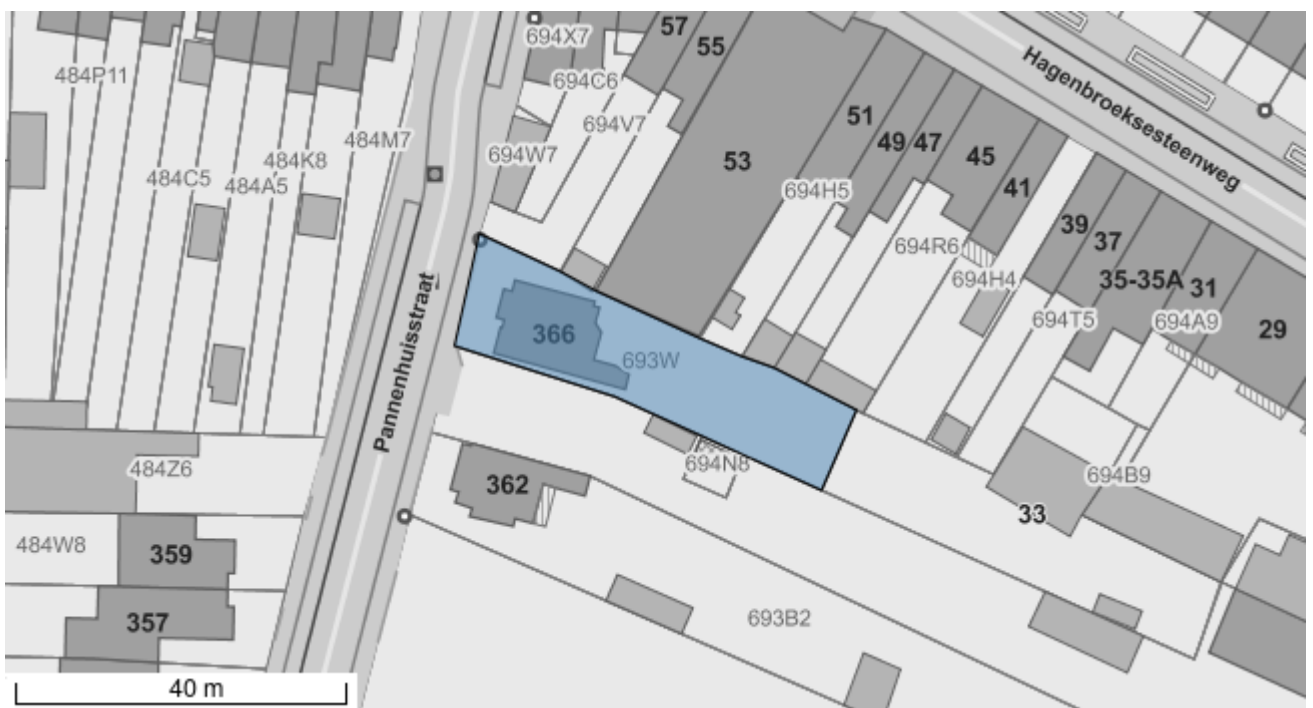 694X7
57
55
484P11
694C6
51
Hagenbroeksesteenweg
694V7
49
47
484M7
45
484K8
694W7
53
484C5
484A5
694H5
41
39
37
694R6
694H4
35-35A
31
694T5
694A9
29
Pannenhuisstraat
366
693W
484Z6
694N8
694B9
362
33
484W8
359
357
693B2
40 m